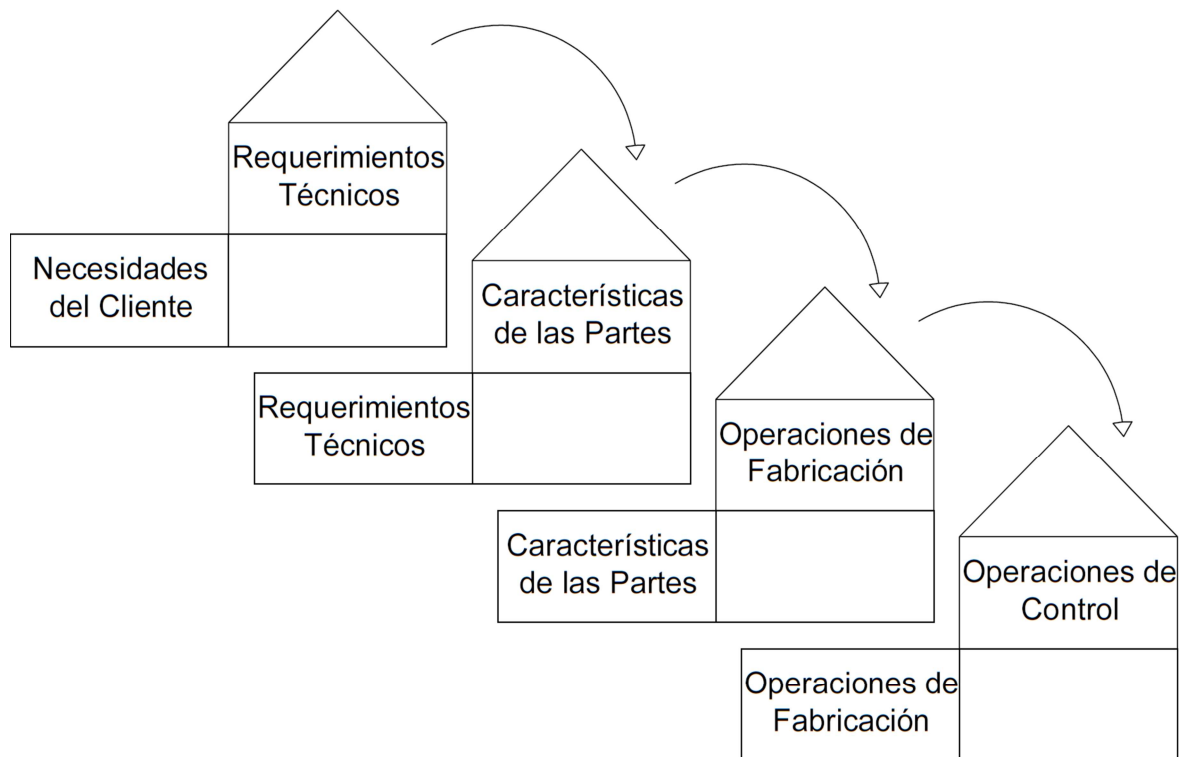 Requerimientos
Técnicos
Necesidades
del Cliente
Características
de las Partes
Requerimientos
Técnicos
Operaciones de
Fabricación
Características
de las Partes
Operaciones de
Control
Operaciones de
Fabricación